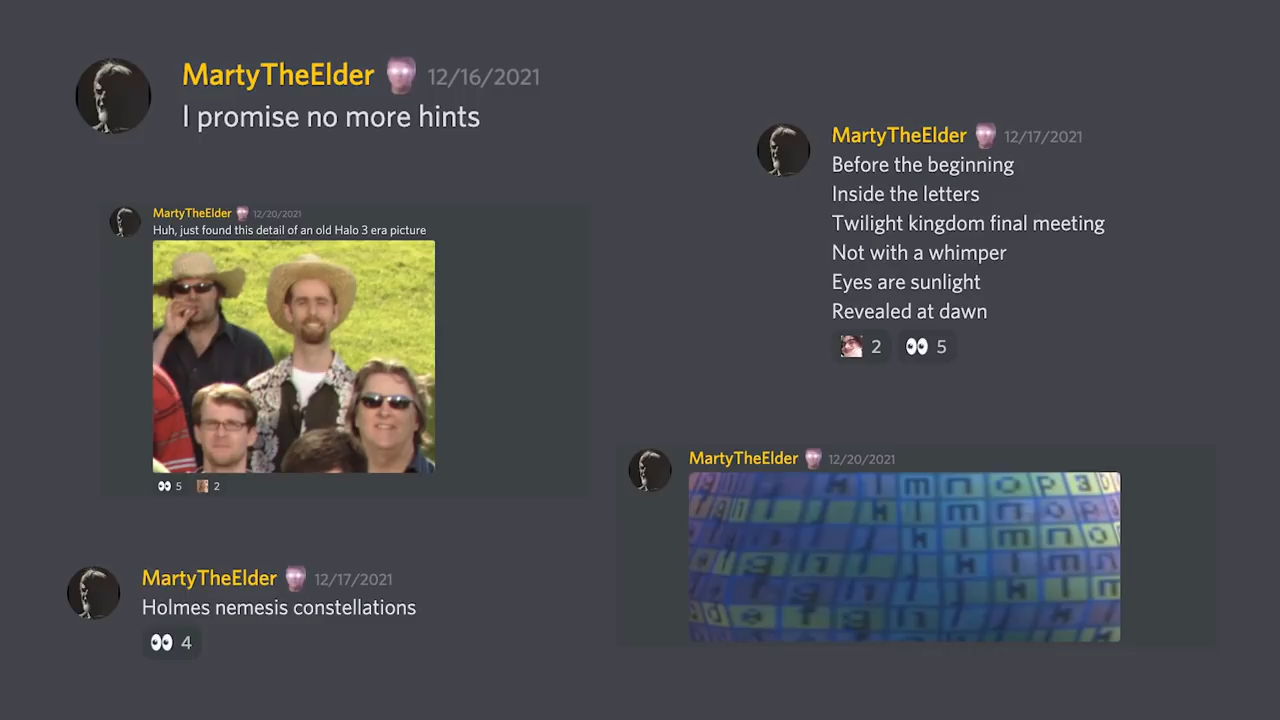 MartyTheElder 12/16/2021
I promise no more hints
MartyTheElder 12/17/2021
Before the beginning
Inside the letters
Twilight kingdom final meeting
Not with a whimper
Eyes are sunlight
Revealed at dawn
2 5
MartyTheElder 12/20/2021
Huh, just found this detail of an old Halo 3 era picture
5 2
MartyTheElder 12/20/2021
k l m n o p
k l m n o p
k l m n o
k l m n
k l m
MartyTheElder 12/17/2021
Holmes nemesis constellations
4